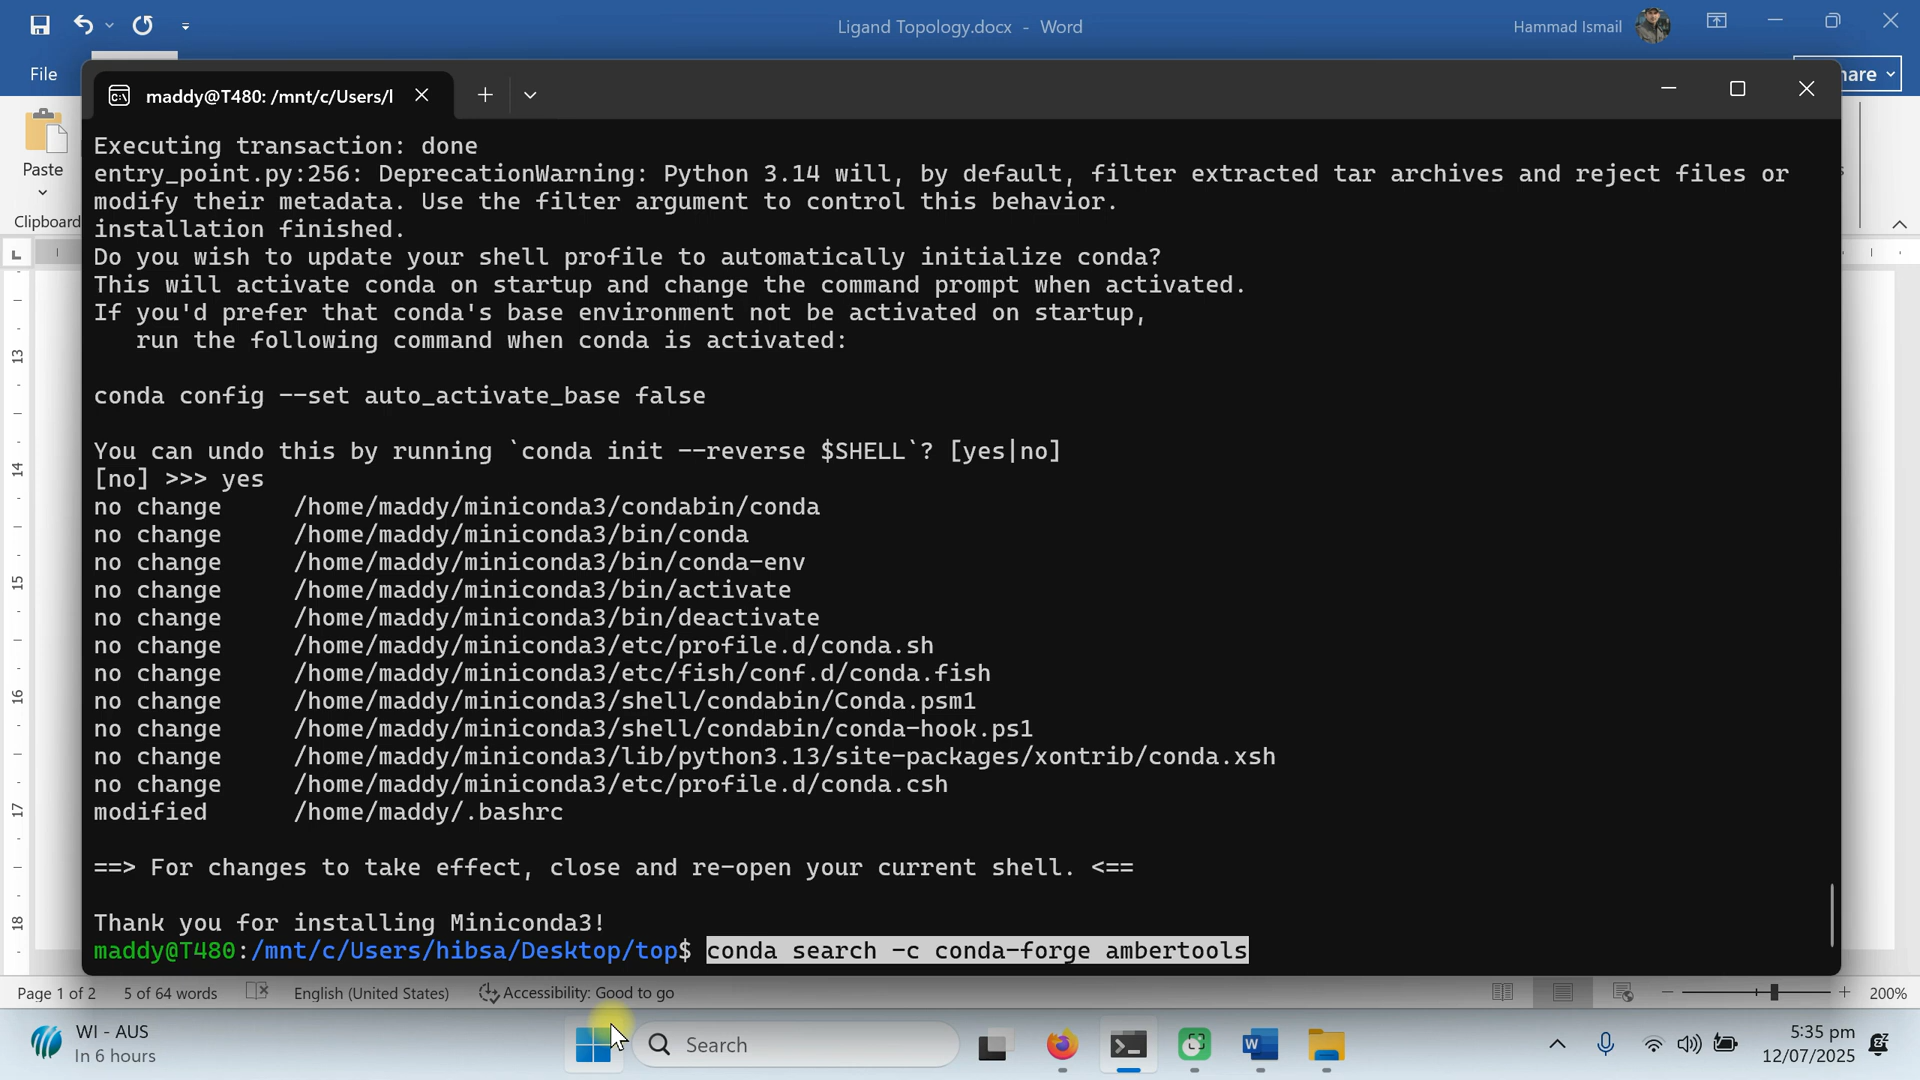 Ligand Topology.docx - Word
Hammad Ismail
File
hare
maddy@T480: /mnt/c/Users/l
Paste
Clipboard
Executing transaction: done
entry_point.py:256: DeprecationWarning: Python 3.14 will, by default, filter extracted tar archives and reject files or
modify their metadata. Use the filter argument to control this behavior.
installation finished.
Do you wish to update your shell profile to automatically initialize conda?
This will activate conda on startup and change the command prompt when activated.
If you'd prefer that conda's base environment not be activated on startup,
   run the following command when conda is activated:
conda config --set auto_activate_base false
You can undo this by running `conda init --reverse $SHELL`? [yes|no]
[no] >>> yes
no change     /home/maddy/miniconda3/condabin/conda
no change     /home/maddy/miniconda3/bin/conda
no change     /home/maddy/miniconda3/bin/conda-env
no change     /home/maddy/miniconda3/bin/activate
no change     /home/maddy/miniconda3/bin/deactivate
no change     /home/maddy/miniconda3/etc/profile.d/conda.sh
no change     /home/maddy/miniconda3/etc/fish/conf.d/conda.fish
no change     /home/maddy/miniconda3/shell/condabin/Conda.psm1
no change     /home/maddy/miniconda3/shell/condabin/conda-hook.ps1
no change     /home/maddy/miniconda3/lib/python3.13/site-packages/xontrib/conda.xsh
no change     /home/maddy/miniconda3/etc/profile.d/conda.csh
modified      /home/maddy/.bashrc
==> For changes to take effect, close and re-open your current shell. <==
Thank you for installing Miniconda3!
maddy@T480:/mnt/c/Users/hibsa/Desktop/top$ conda search -c conda-forge ambertools
13
14
15
16
17
18
Page 1 of 2
5 of 64 words
English (United States)
Accessibility: Good to go
200%
WI - AUS
In 6 hours
Search
5:35 pm
12/07/2025